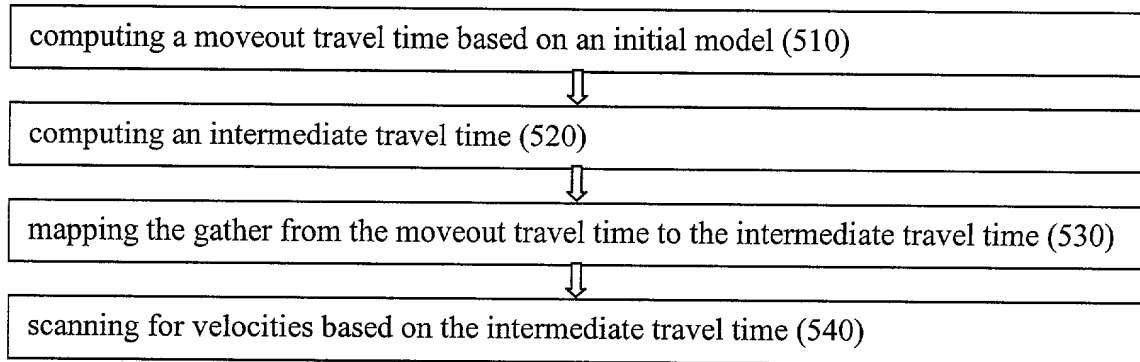 computing a moveout travel time based on an initial model (510)
computing an intermediate travel time (520)
mapping the gather from the moveout travel time to the intermediate travel time (530)
scanning for velocities based on the intermediate travel time (540)